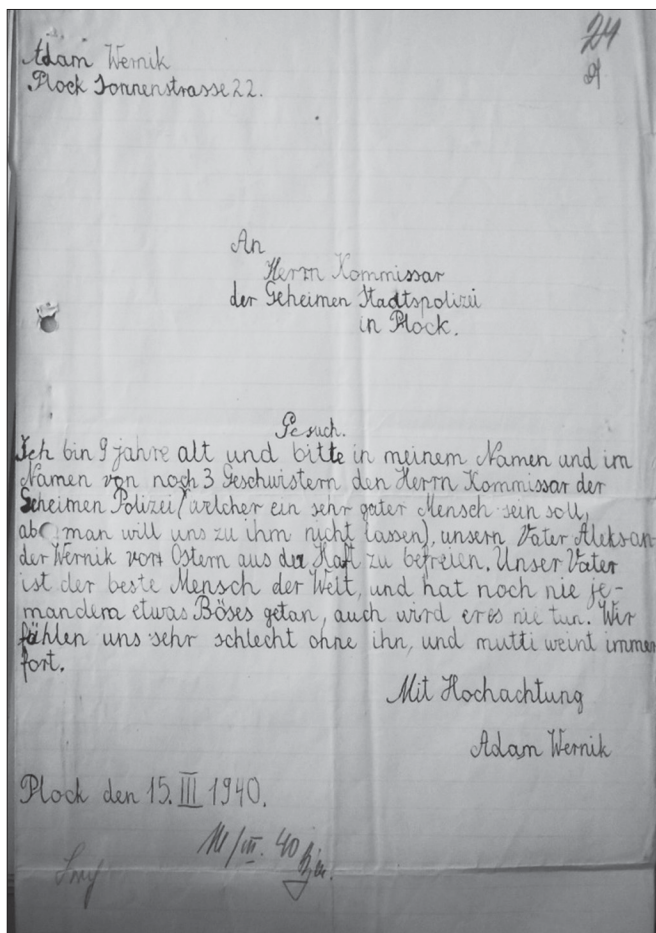 24
Adam Wernik
Plock Sonnenstrasse 22.
An
Herrn Kommissar
der Geheimen Stadtspolizei
in Plock.
Gesuch.
Ich bin 9 jahre alt und bitte in meinem Namen und im
Namen von noch 3 Geschwistern den Herrn Kommissar der
Geheimen Polizei (welcher ein sehr guter Mensch sein soll,
aber man will uns zu ihm nicht lassen), unsern Vater Aleksan
der Wernik vor Ostern aus der Haft zu befreien. Unser Vater
ist der beste Mensch der Welt, und hat noch nie je-
mandem etwas Böses getan, auch wird er es nie tun. Wir
fühlen uns sehr schlecht ohne ihn, und mutti weint immer
fort.
Mit Hochachtung
Adam Wernik
Plock den 15. III 1940.
/III. 40